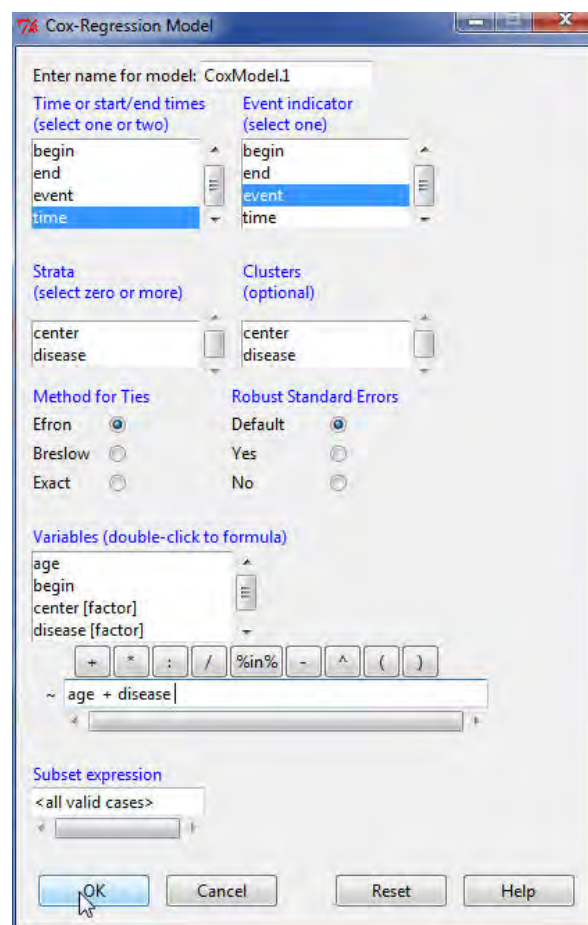 Cox-Regression Model
Enter name for model: CoxModel.1
Time or start/end times Event indicator
(select one or two) (select one)
begin begin
end end
event event
time time
Strata Clusters
(select zero or more) (optional)
center center
disease disease
Method for Ties Robust Standard Errors
Efron Default
Breslow Yes
Exact No
Variables (double-click to formula)
age
begin
center [factor]
disease [factor]
+ * : / %in% - ^ ( )
~ age + disease
Subset expression
<all valid cases>
OK Cancel Reset Help